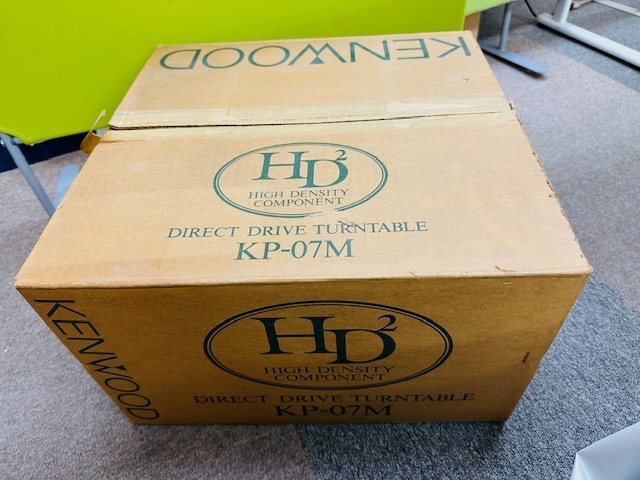 KENWOOD
HD²
HIGH DENSITY
COMPONENT
DIRECT DRIVE TURNTABLE
KP-07M
KENWOOD
HD²
HIGH DENSITY
COMPONENT
DIRECT DRIVE TURNTABLE
KP-07M